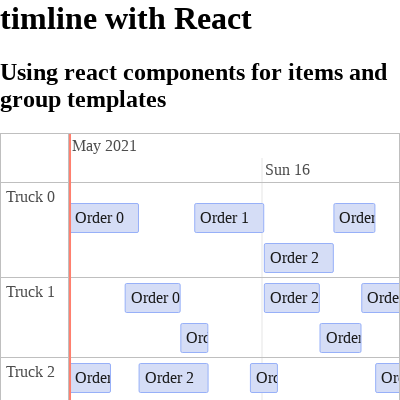 timline with React
Using react components for items and
group templates
May 2021
Sun 16
Truck 0
Order 0
Order 1
Order
Order 2
Truck 1
Order 0
Order 2
Orde
Ord
Order
Truck 2
Order
Order 2
Ord
Or